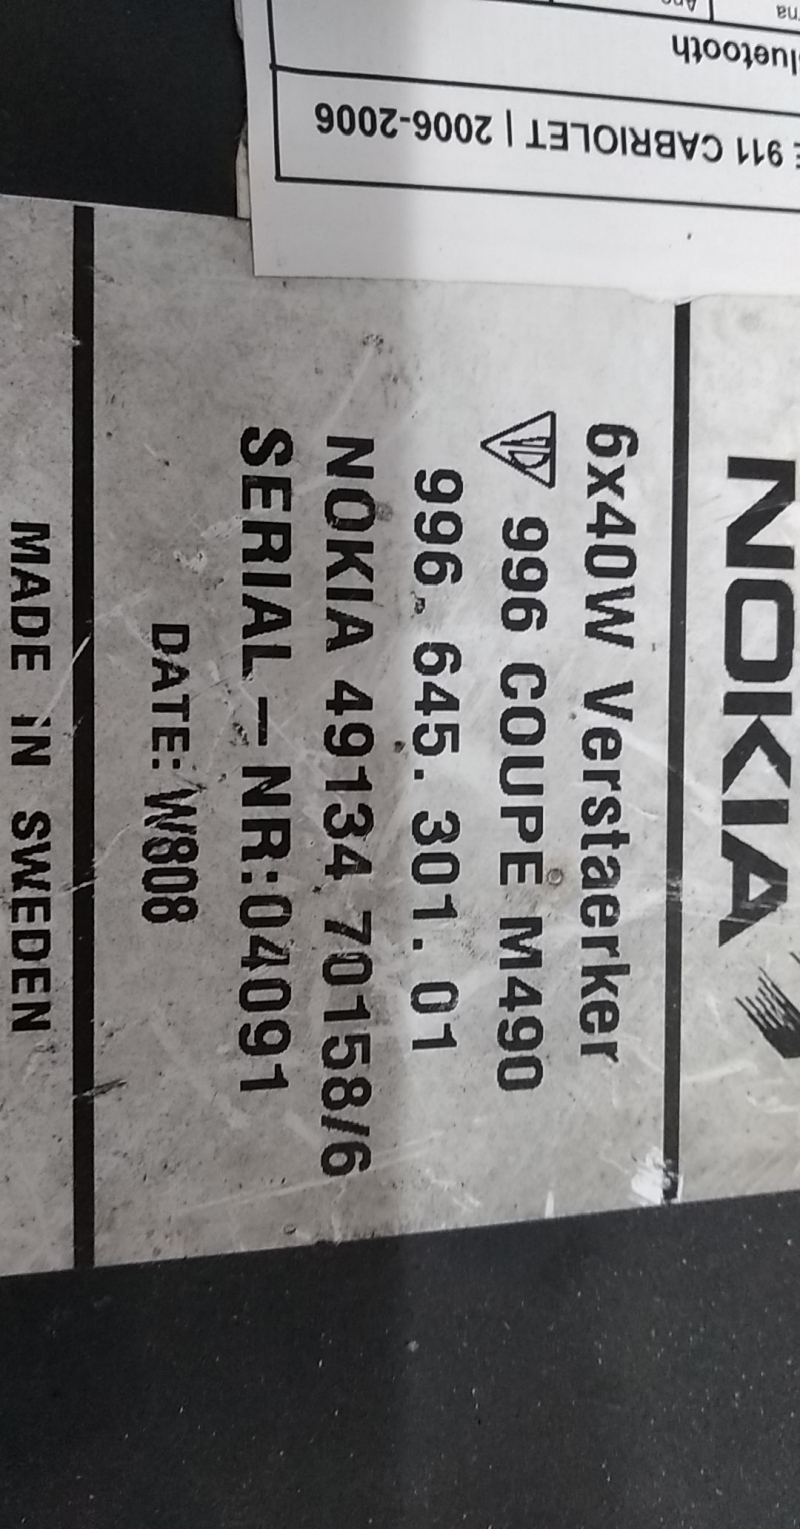 NOKIA
6x40W Verstaerker
996 COUPE M490
996. 645. 301. 01
NOKIA 49134 70158/6
SERIAL-NR:04091
DATE: W808
MADE IN SWEDEN
911 CABRIOLET | 2006-2006